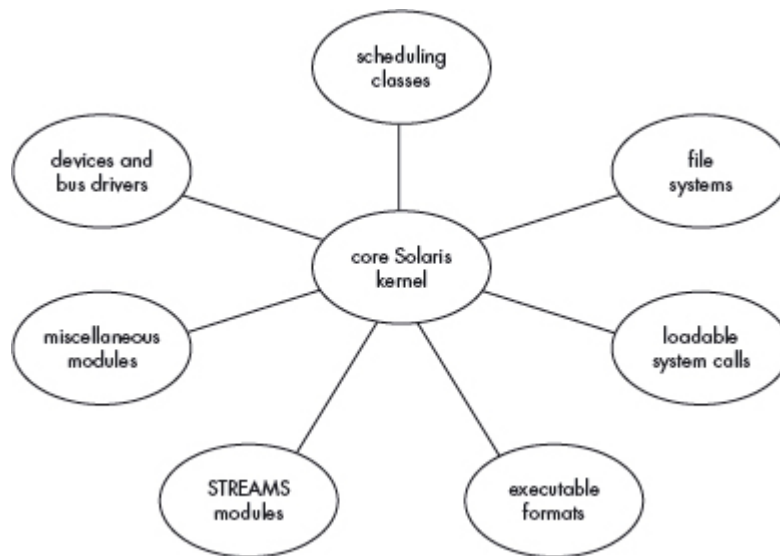 scheduling
classes
devices and
bus drivers
file
systems
core Solaris
kernel
miscellaneous
modules
loadable
system calls
STREAMS
modules
executable
formats